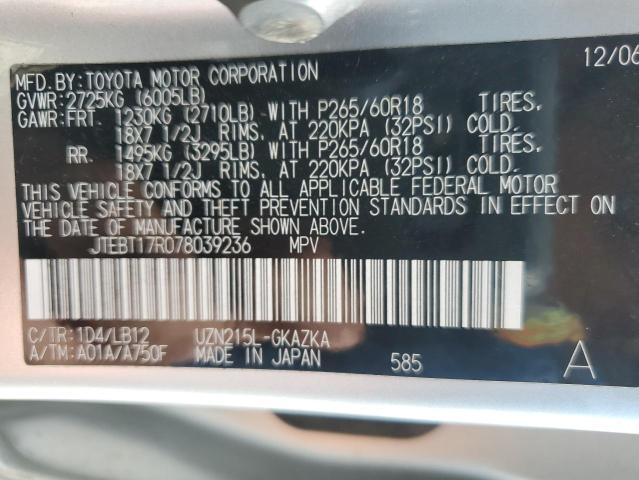 12/06
MFD.BY:TOYOTA MOTOR CORPORATION
GVWR:2725KG (6005LB)
GAWR:FRT 1230KG (2710LB) WITH P265/60R18 TIRES,
18X7 1/2J RIMS, AT 220KPA (32PSI) COLD.
RR 1495KG (3295LB) WITH P265/60R18 TIRES,
18X7 1/2J RIMS, AT 220KPA (32PSI) COLD.
THIS VEHICLE CONFORMS TO ALL APPLICABLE FEDERAL MOTOR
VEHICLE SAFETY AND THEFT PREVENTION STANDARDS IN EFFECT ON
THE DATE OF MANUFACTURE SHOWN ABOVE.
JTEBT17R078039236 MPV
C/TR:1D4/LB12 UZN215L-GKAZKA
A/TM:A01A/A750F MADE IN JAPAN 585 A